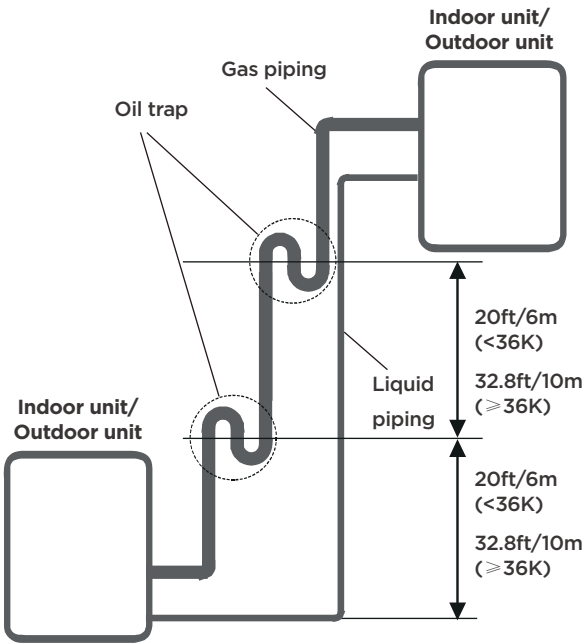 Indoor unit/
Outdoor unit
Gas piping
Oil trap
20ft/6m
(<36K)
32.8ft/10m
(⩾36K)
Liquid
piping
Indoor unit/
Outdoor unit
20ft/6m
(<36K)
32.8ft/10m
(⩾36K)